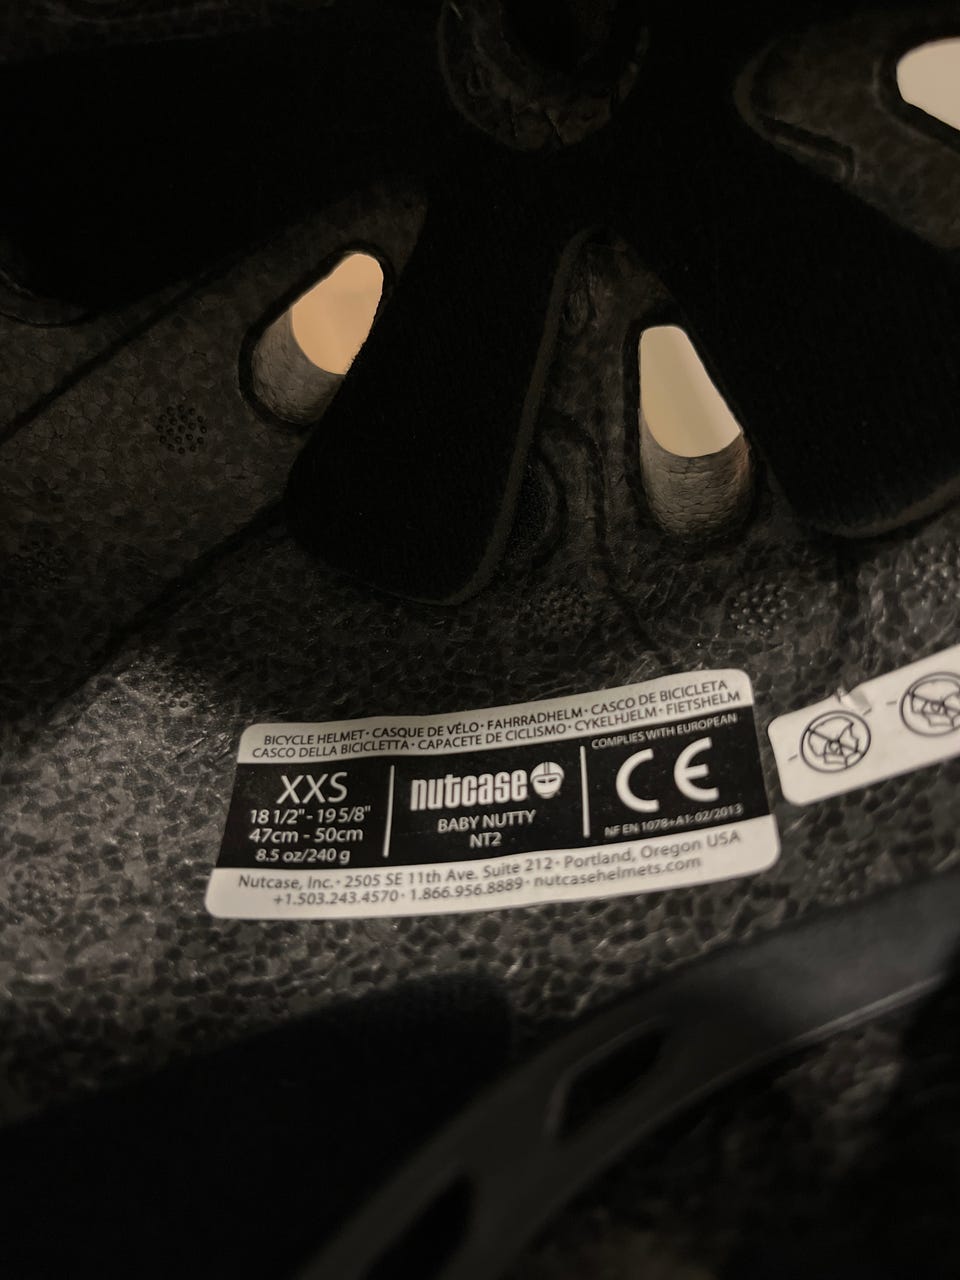 BICYCLE HELMET • CASQUE DE VÉLO • FAHRRADHELM • CASCO DE BICICLETA
CASCO DELLA BICICLETTA • CAPACETE DE CICLISMO • CYKELHJELM • FIETSHELM
XXS
18 1/2"- 19 5/8"
47cm - 50cm
8.5 oz/240 g
nutcase
BABY NUTTY
NT2
COMPLIES WITH EUROPEAN
CE
NF EN 1078+A1: 02/2013
Nutcase, Inc. • 2505 SE 11th Ave. Suite 212 • Portland, Oregon USA
+1.503.243.4570 • 1.866.956.8889 • nutcasehelmets.com